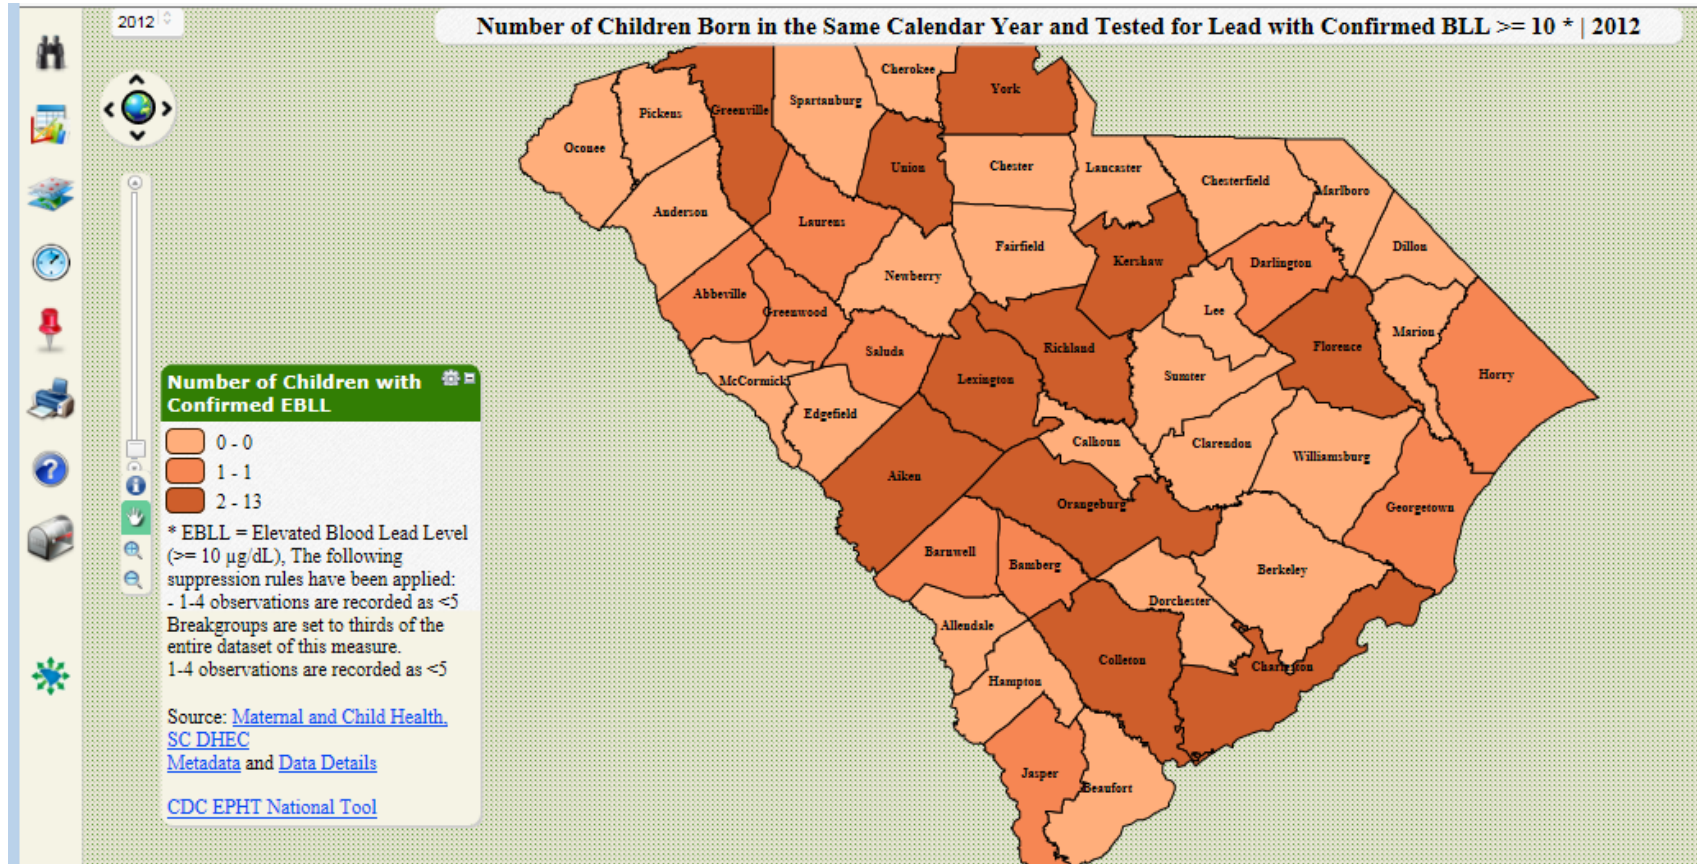 2012
Number of Children Born in the Same Calendar Year and Tested for Lead with Confirmed BLL >= 10 * | 2012
Cherokee
York
Spartanburg
Pickens
Greenville
Oconee
Union
Chester
Lancaster
Chesterfield
Marlboro
Anderson
Laurens
Fairfield
Dillon
Kershaw
Darlington
Newberry
Abbeville
Greenwood
Lee
Marion
Richland
Florence
Saluda
Lexington
McCormick
Sumter
Horry
Edgefield
Calhoun
Clarendon
Williamsburg
Aiken
Orangeburg
Georgetown
Barnwell
Bamberg
Berkeley
Dorchester
Allendale
Colleton
Charleston
Hampton
Jasper
Beaufort
Number of Children with
Confirmed EBLL
0 - 0
1 - 1
2 - 13
* EBLL = Elevated Blood Lead Level
(>= 10 µg/dL), The following
suppression rules have been applied:
- 1-4 observations are recorded as <5
Breakgroups are set to thirds of the
entire dataset of this measure.
1-4 observations are recorded as <5
Source: Maternal and Child Health,
SC DHEC
Metadata and Data Details
CDC EPHT National Tool